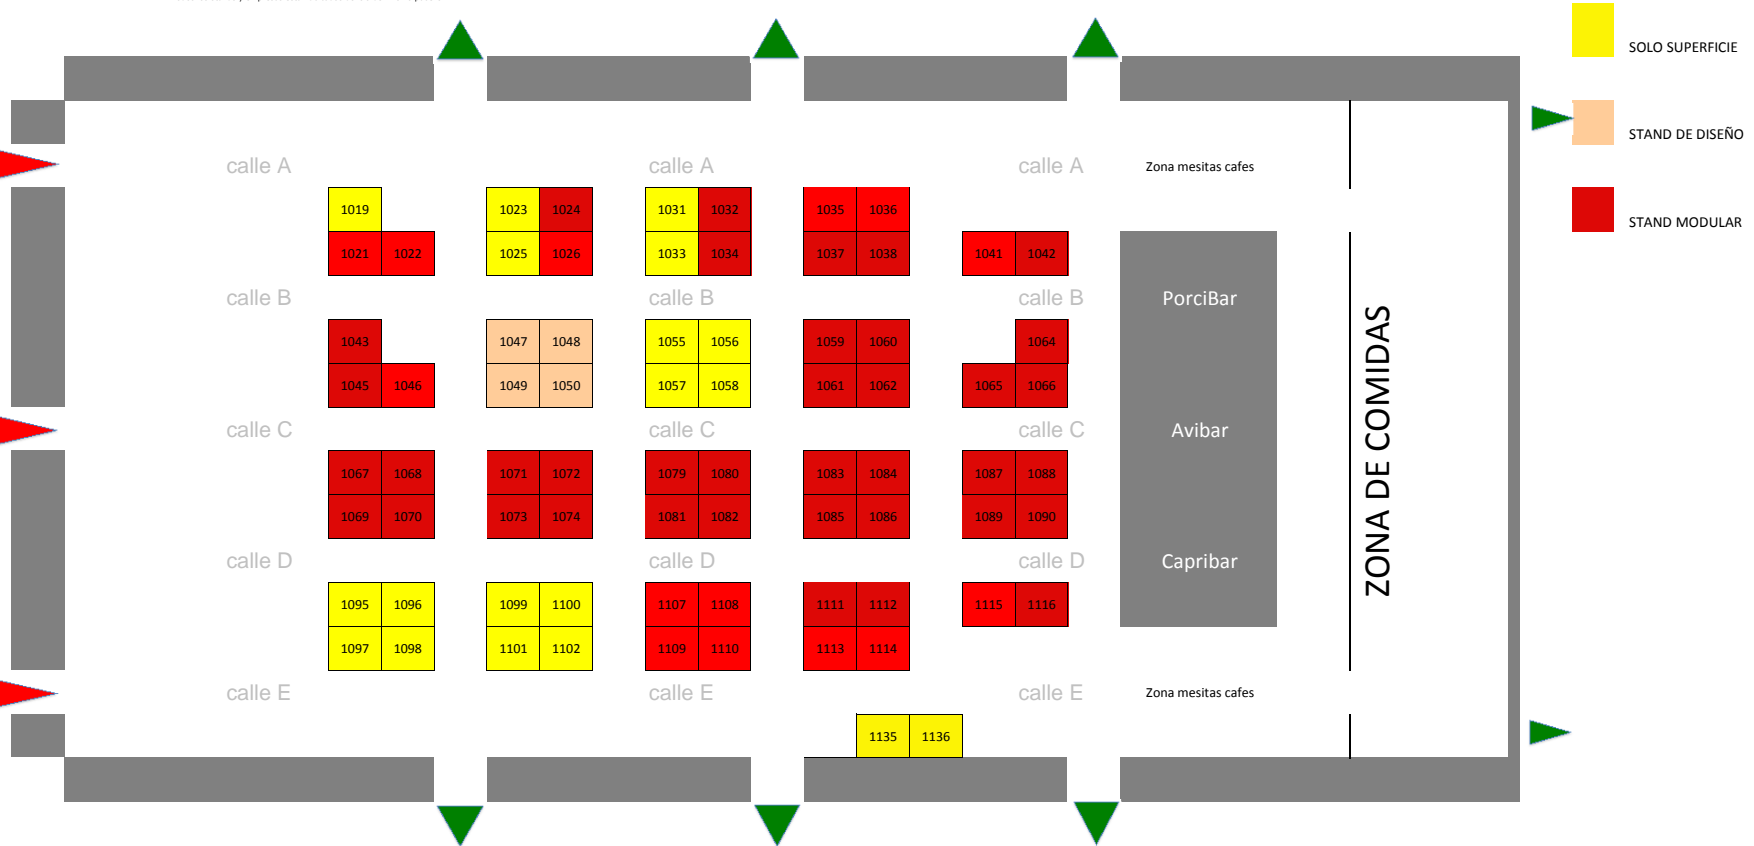 SOLO SUPERFICIE
STAND DE DISEÑO
STAND MODULAR
calle A calle A calle A Zona mesitas cafes
1019 1023 1024 1031 1032 1035 1036
1021 1022 1025 1026 1033 1034 1037 1038 1041 1042
calle B calle B calle B PorciBar
1043 1047 1048 1055 1056 1059 1060 1064
1045 1046 1049 1050 1057 1058 1061 1062 1065 1066
calle C calle C calle C Avibar
ZONA DE COMIDAS
1067 1068 1071 1072 1079 1080 1083 1084 1087 1088
1069 1070 1073 1074 1081 1082 1085 1086 1089 1090
calle D calle D calle D Capribar
1095 1096 1099 1100 1107 1108 1111 1112 1115 1116
1097 1098 1101 1102 1109 1110 1113 1114
calle E calle E calle E Zona mesitas cafes
1135 1136